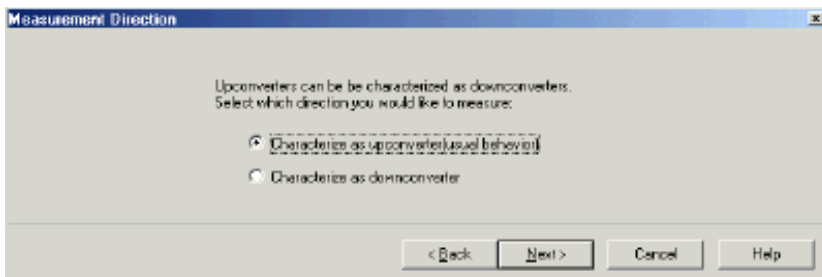 Measurement Direction
Upconverters can be be characterized as downconverters.
Select which direction you would like to measure:
Characterize as upconverter(usual behavior)
Characterize as downconverter
< Back
Next >
Cancel
Help